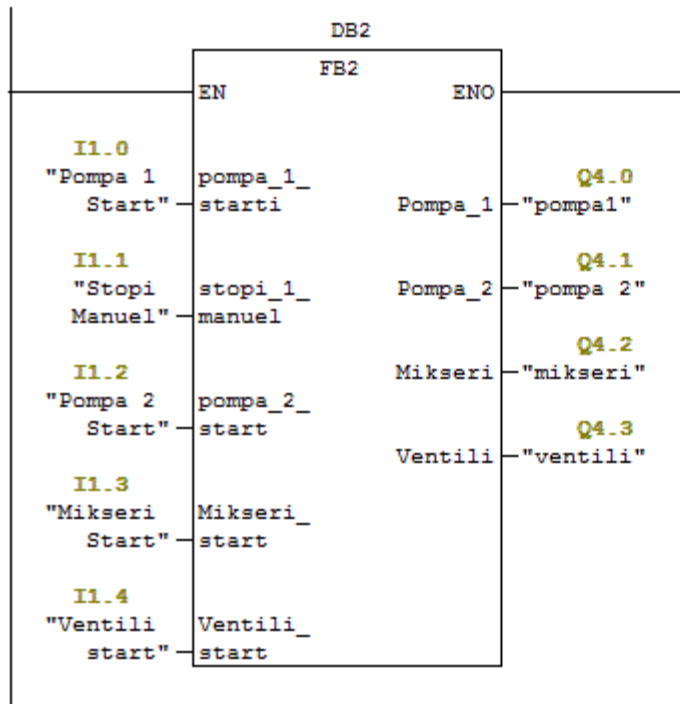 DB2
FB2
EN ENO
I1.0
"Pompa 1 pompa_1_ Q4.0
Start" starti Pompa_1 "pompa1"
I1.1 Q4.1
"Stopi stopi_1_ Pompa_2 "pompa 2"
Manuel" manuel
Q4.2
I1.2 Mikseri "mikseri"
"Pompa 2 pompa_2_
Start" start Q4.3
Ventili "ventili"
I1.3
"Mikseri Mikseri_
Start" start
I1.4
"Ventili Ventili_
start" start